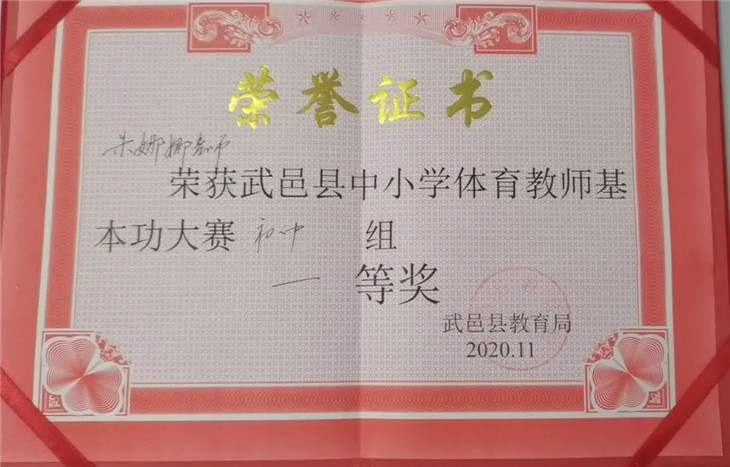 荣誉证书
朱娜娜老师
荣获武邑县中小学体育教师基
本功大赛 初中 组
一 等奖
武邑县教育局
2020.11